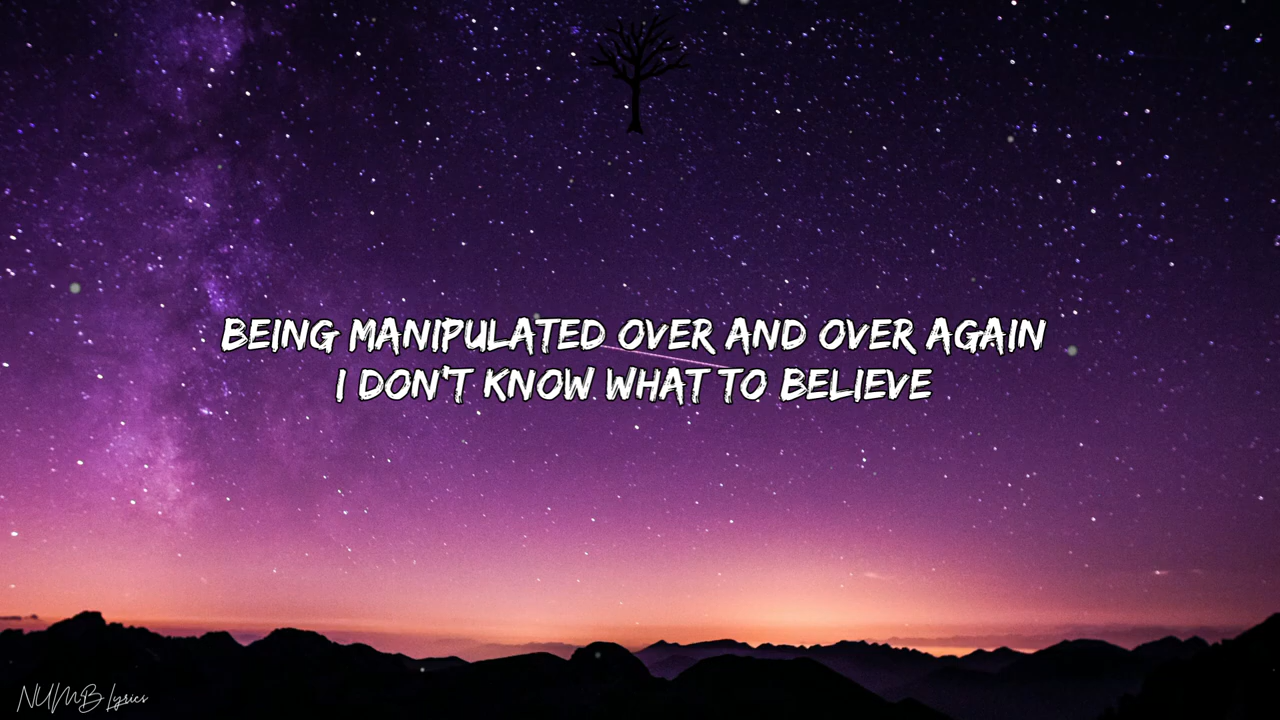 BEING MANIPULATED OVER AND OVER AGAIN
I DON'T KNOW WHAT TO BELIEVE
NUMB Lyrics